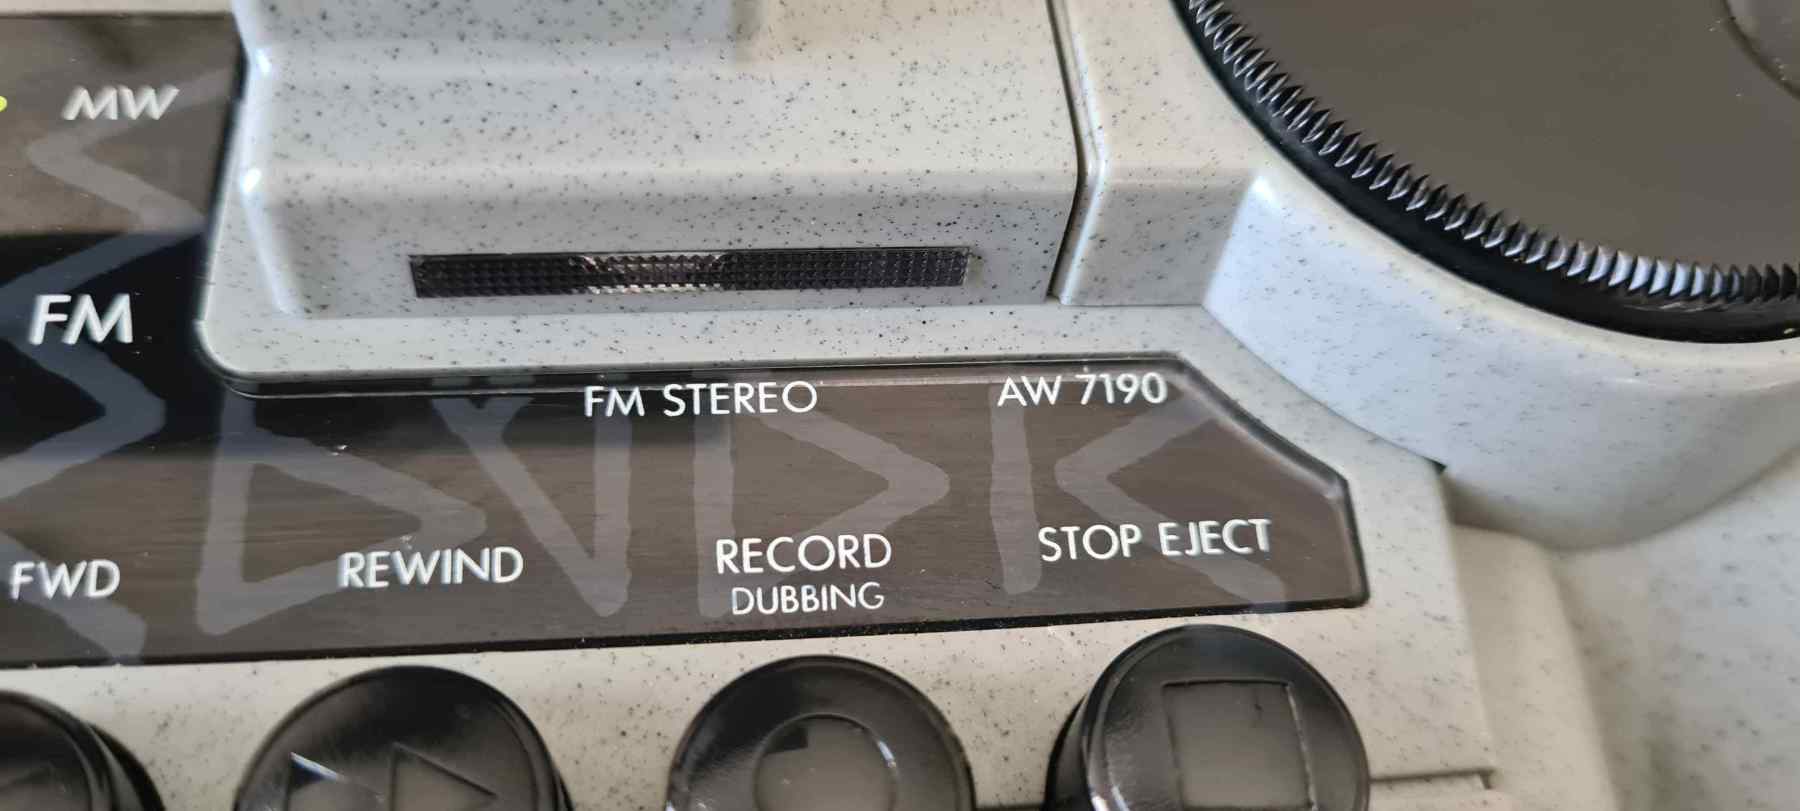 MW
FM
FM STEREO
AW 7190
FWD
REWIND
RECORD
DUBBING
STOP EJECT